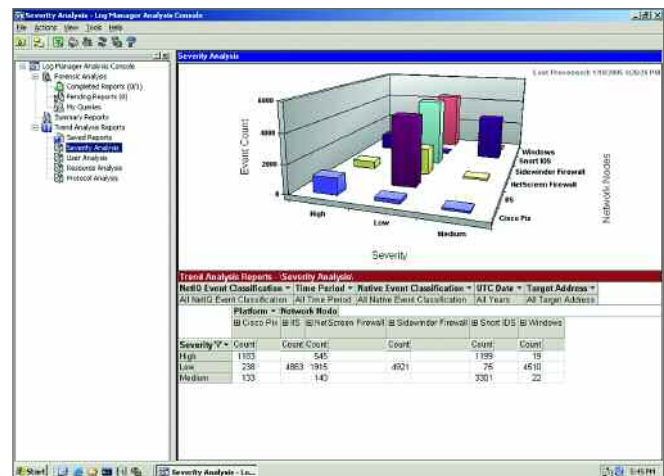 Severity Analysis - Log Manager Analysis Console
File Actions View Tools Help
Log Manager Analysis Console
Forensic Analysis
Completed Reports (0/1)
Pending Reports (0)
My Queries
Summary Reports
Trend Analysis Reports
Saved Reports
Severity Analysis
User Analysis
Resource Analysis
Protocol Analysis
Severity Analysis
Last Processed:
6000
4000
2000
0
Event Count
High
Low
Medium
Severity
Windows
Snort IDS
Sidewinder Firewall
NetScreen Firewall
IIS
Cisco Pix
Network Nodes
Trend Analysis Reports - \Severity Analysis\
NetIQ Event Classification Time Period Native Event Classification UTC Date Target Address
All NetIQ Event Classification All Time Period All Native Event Classification All Years All Target Address
Platform Network Node
Cisco Pix IIS NetScreen Firewall Sidewinder Firewall Snort IDS Windows
Severity Count Count Count Count Count Count
High 1183 545 1199 19
Low 238 4863 1915 4921 75 4510
Medium 133 140 3301 22
Start
Severity Analysis - Lo...
5:45 PM